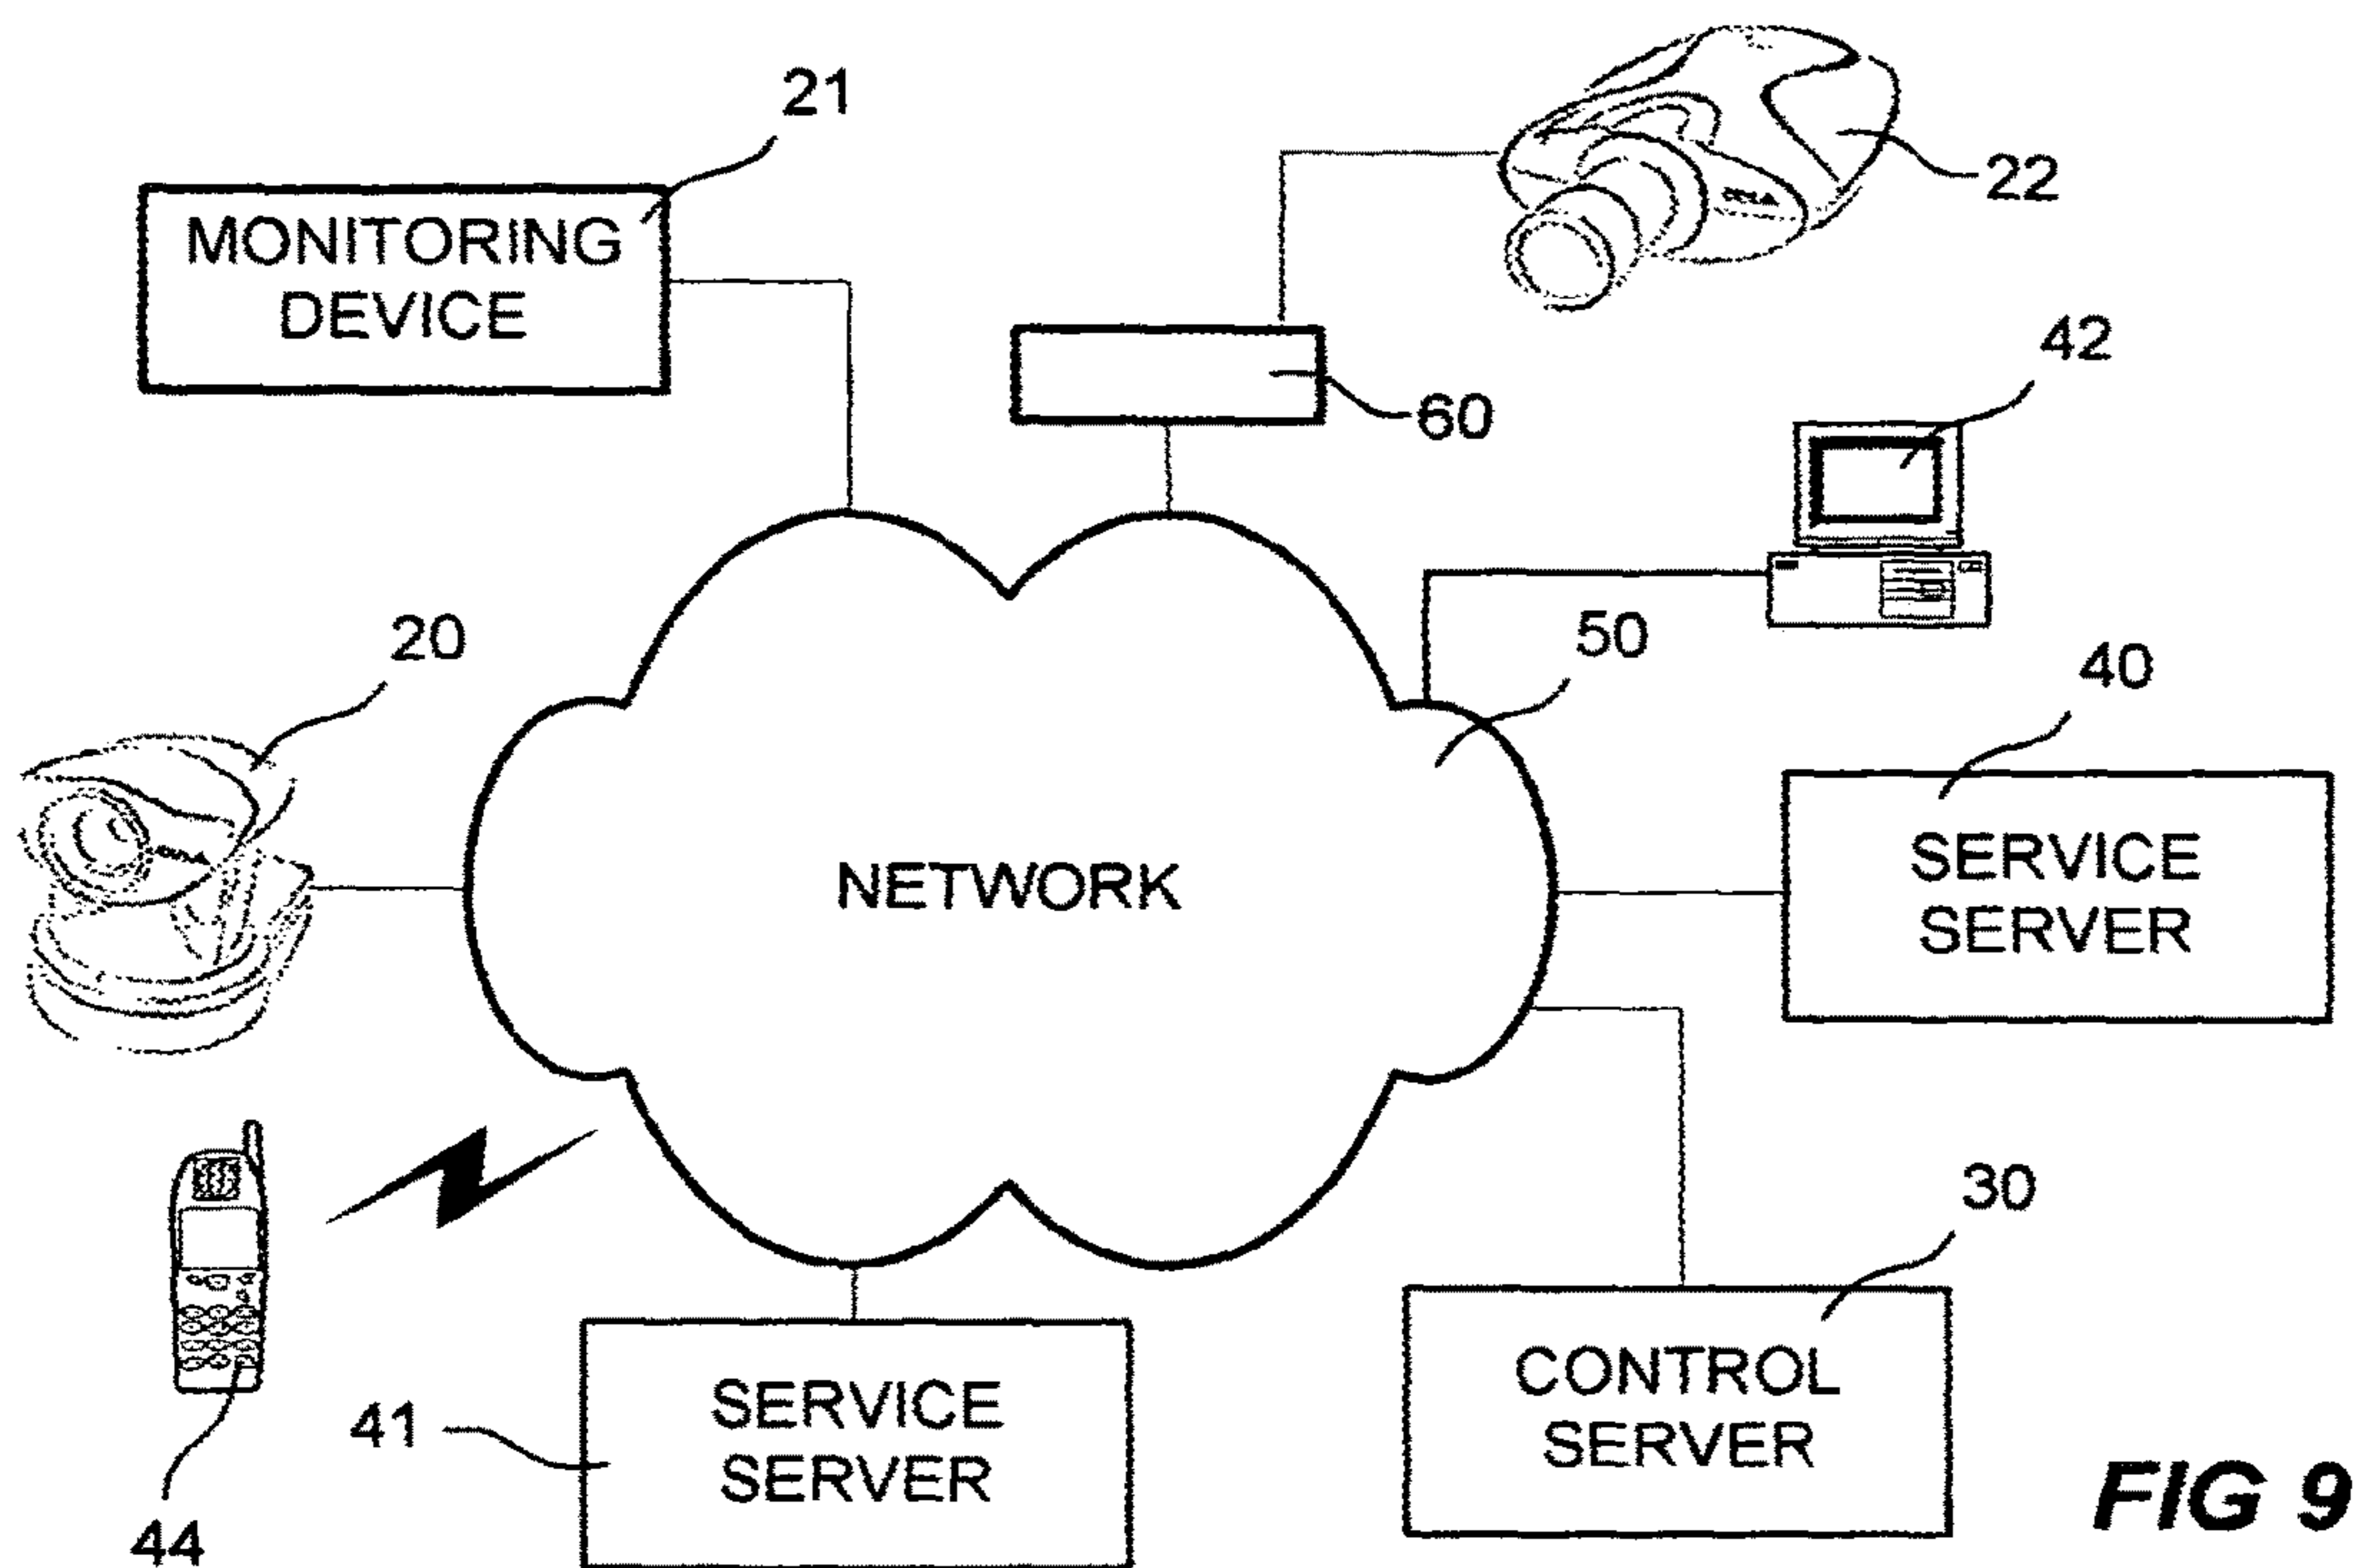 21
MONITORING
DEVICE
22
42
60
20
50
40
NETWORK
SERVICE
SERVER
30
CONTROL
SERVER
41
SERVICE
SERVER
44
FIG 9